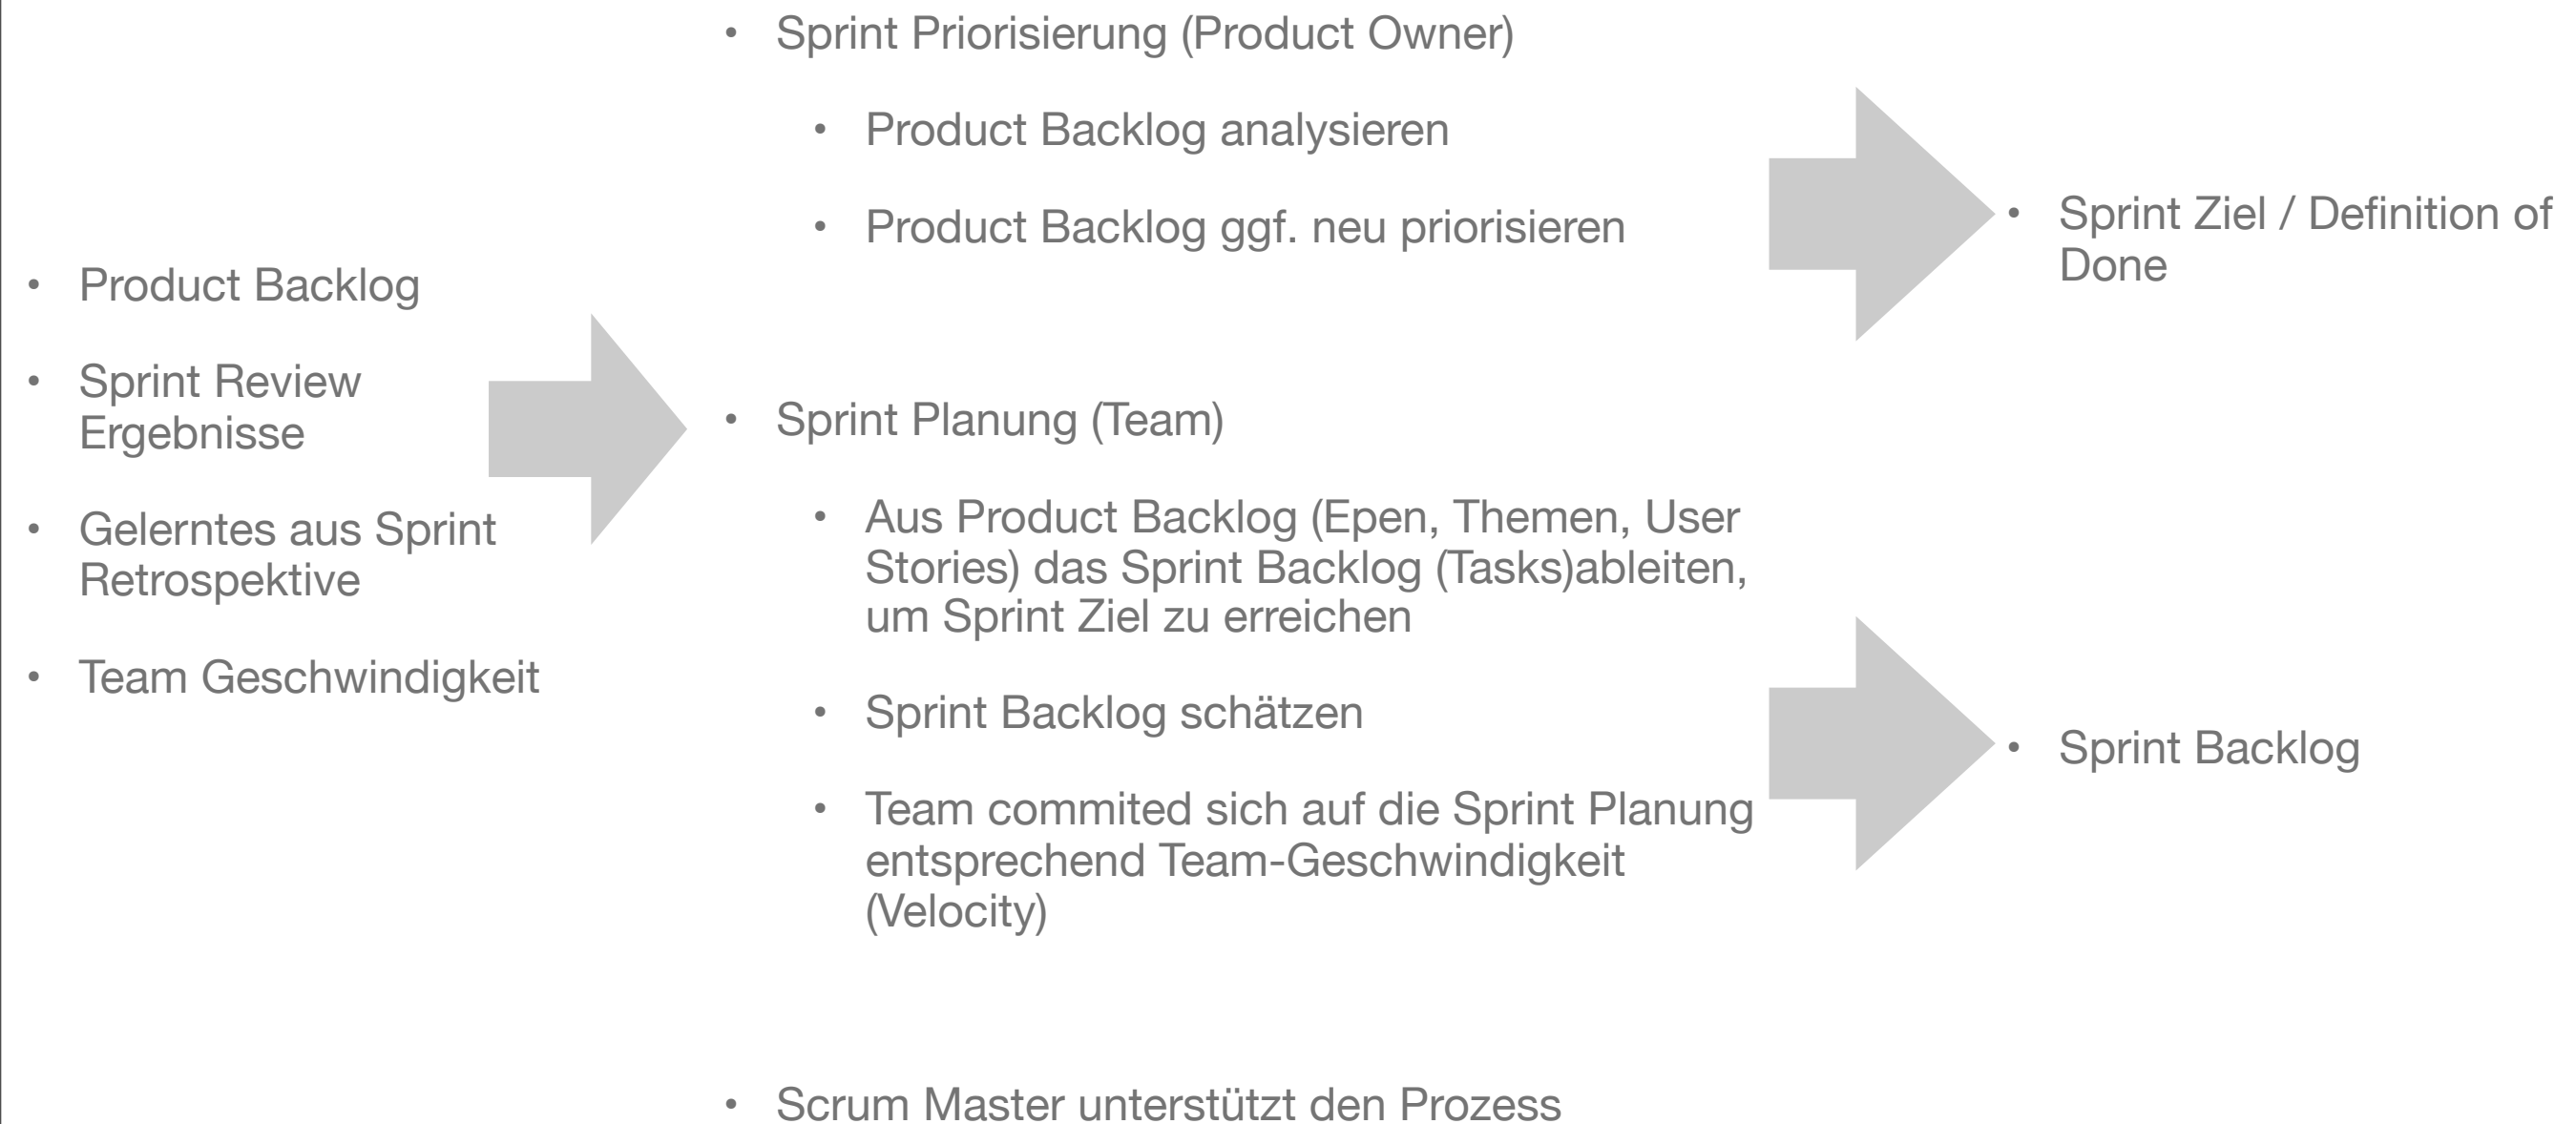 • Product Backlog
• Sprint Review
Ergebnisse
• Gelerntes aus Sprint
Retrospektive
• Team Geschwindigkeit
• Sprint Priorisierung (Product Owner)
• Product Backlog analysieren
• Product Backlog ggf. neu priorisieren
• Sprint Planung (Team)
• Aus Product Backlog (Epen, Themen, User
Stories) das Sprint Backlog (Tasks)ableiten,
um Sprint Ziel zu erreichen
• Sprint Backlog schätzen
• Team commited sich auf die Sprint Planung
entsprechend Team-Geschwindigkeit
(Velocity)
• Scrum Master unterstützt den Prozess
• Sprint Ziel / Definition of
Done
• Sprint Backlog